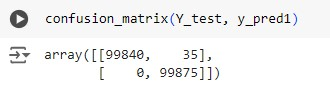 confusion_matrix(Y_test, y_pred1)
array([[99840, 35],
[ 0, 99875]])